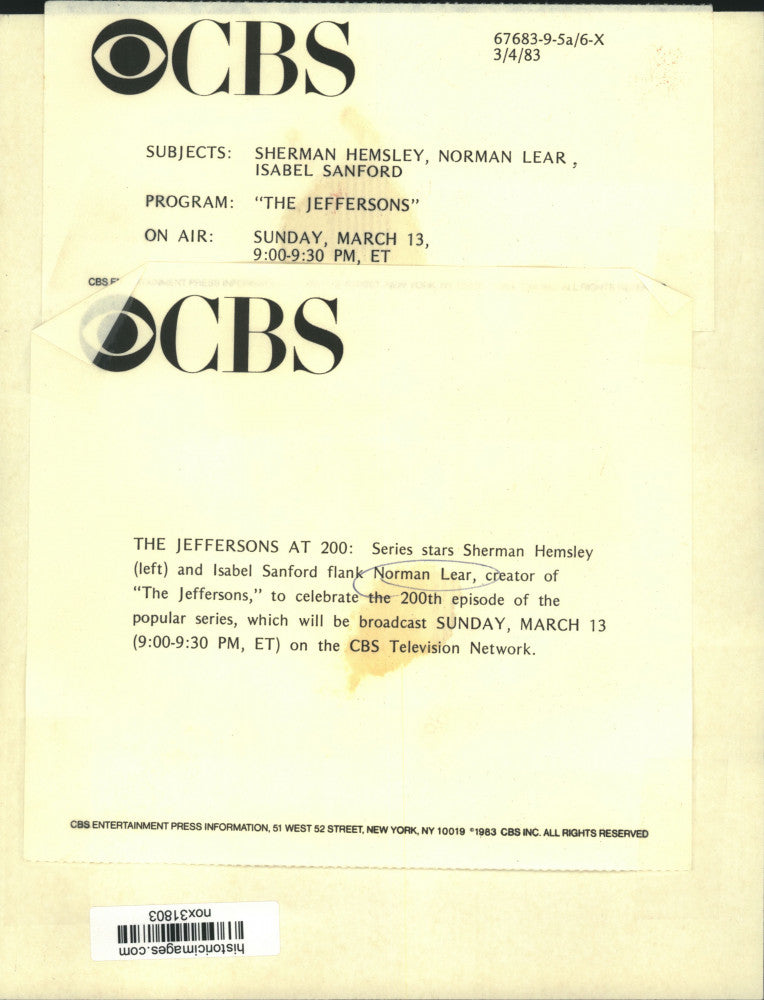 CBS
67683-9-5a/6-X
3/4/83
SUBJECTS: SHERMAN HEMSLEY, NORMAN LEAR,
ISABEL SANFORD
PROGRAM: "THE JEFFERSONS"
ON AIR: SUNDAY, MARCH 13,
9:00-9:30 PM, ET
CBS
CBS
THE JEFFERSONS AT 200: Series stars Sherman Hemsley
(left) and Isabel Sanford flank Norman Lear, creator of
"The Jeffersons," to celebrate the 200th episode of the
popular series, which will be broadcast SUNDAY, MARCH 13
(9:00-9:30 PM, ET) on the CBS Television Network.
CBS ENTERTAINMENT PRESS INFORMATION, 51 WEST 52 STREET, NEW YORK, NY 10019 ©1983 CBS INC. ALL RIGHTS RESERVED
historicimages.com
nox31803